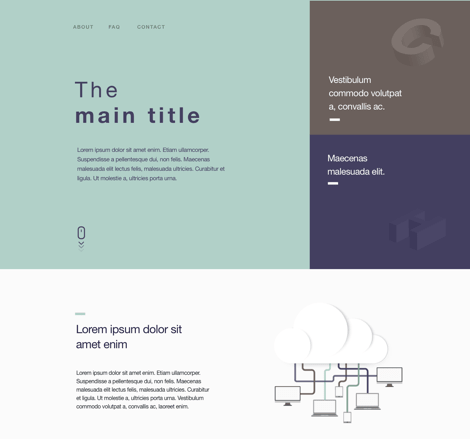 ABOUT FAQ CONTACT
The
main title
Lorem ipsum dolor sit amet enim. Etiam ullamcorper.
Suspendisse a pellentesque dui, non felis. Maecenas
malesuada elit lectus felis, malesuada ultricies. Curabitur et
ligula. Ut molestie a, ultricies porta urna.
Vestibulum
commodo volutpat
a, convallis ac.
Maecenas
malesuada elit.
Lorem ipsum dolor sit
amet enim
Lorem ipsum dolor sit amet enim. Etiam ullamcorper.
Suspendisse a pellentesque dui, non felis. Maecenas
malesuada elit lectus felis, malesuada ultricies. Curabitur
et ligula. Ut molestie a, ultricies porta urna. Vestibulum
commodo volutpat a, convallis ac, laoreet enim.